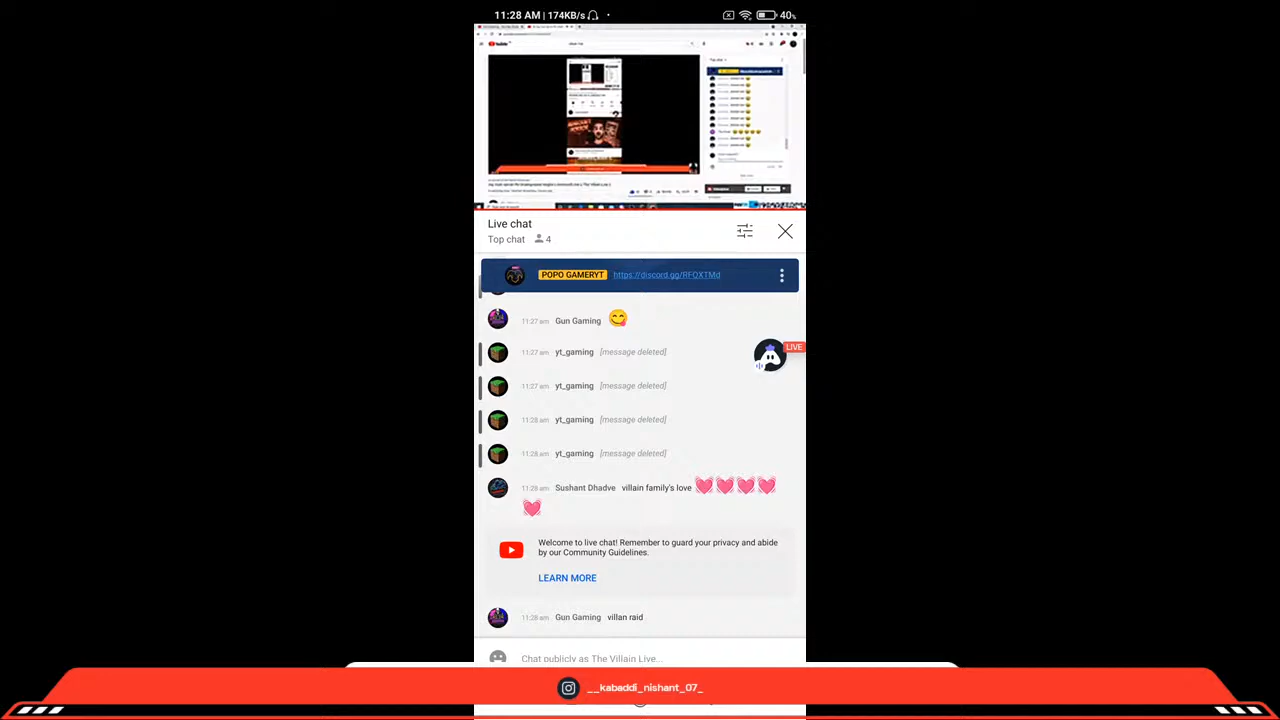 11:28 AM | 174KB/s
40%
Live chat
Top chat 4
POPO GAMERYT https://discord.gg/RFQXTMd
11:27 am Gun Gaming 😋
11:27 am yt_gaming [message deleted]
LIVE
11:27 am yt_gaming [message deleted]
11:28 am yt_gaming [message deleted]
11:28 am yt_gaming [message deleted]
11:28 am Sushant Dhadve villain family's love 💓💓💓💓
💓
Welcome to live chat! Remember to guard your privacy and abide
by our Community Guidelines.
LEARN MORE
11:28 am Gun Gaming villan raid
Chat publicly as The Villain Live...
__kabaddi_nishant_07_